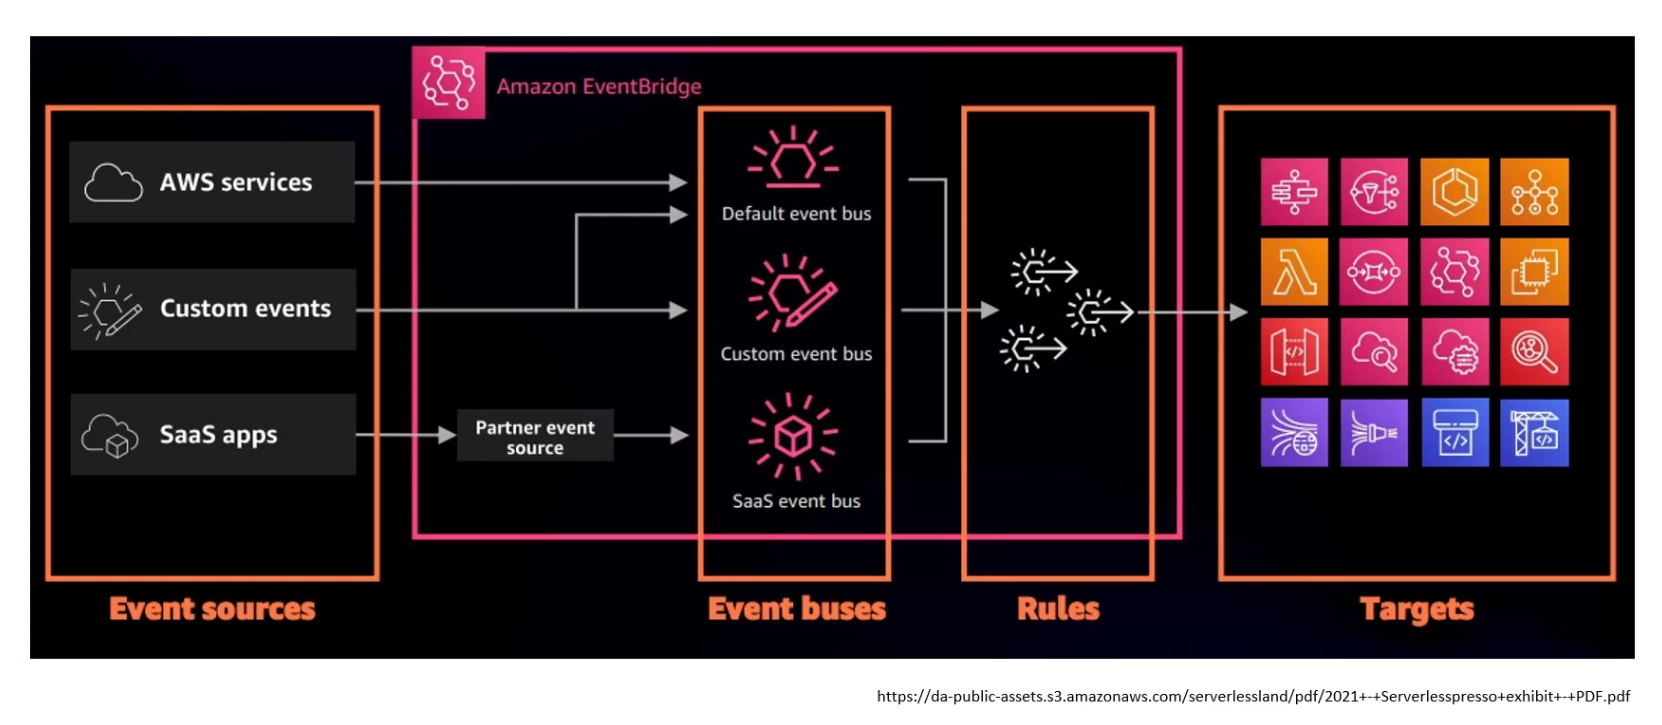 Amazon EventBridge
AWS services
Custom events
SaaS apps
Partner event
source
Default event bus
Custom event bus
SaaS event bus
Event sources
Event buses
Rules
Targets
https://da-public-assets.s3.amazonaws.com/serverlessland/pdf/2021+-+Serverlesspresso+exhibit+-+PDF.pdf